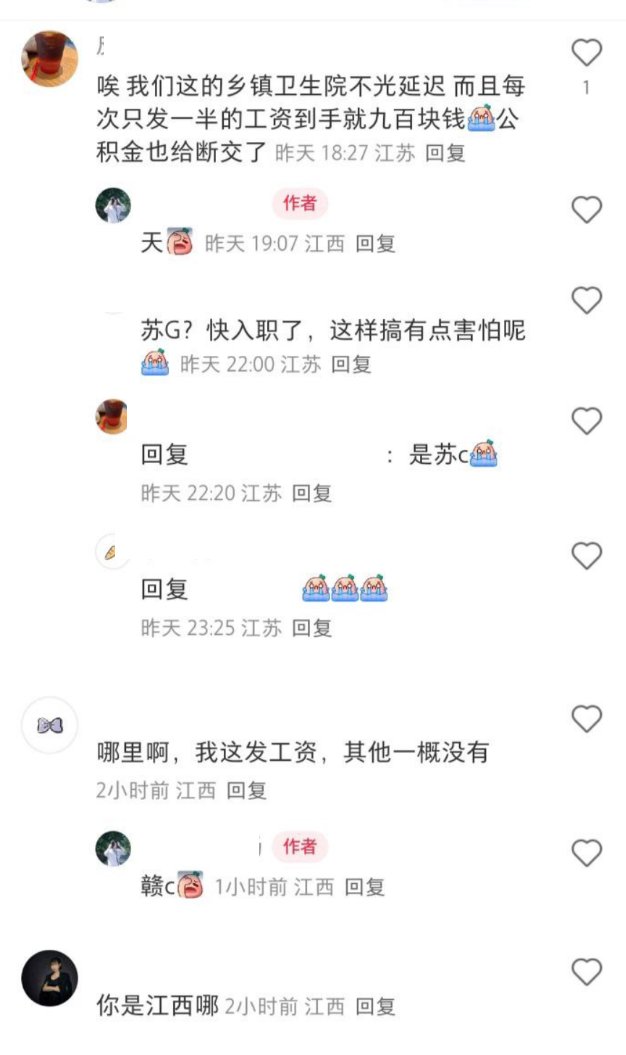 唉 我们这的乡镇卫生院不光延迟 而且每
次只发一半的工资到手就九百块钱公
积金也给断交了 昨天 18:27 江苏 回复
1
作者
天 昨天 19:07 江西 回复
苏G？快入职了，这样搞有点害怕呢
昨天 22:00 江苏 回复
回复 ：是苏c
昨天 22:20 江苏 回复
回复
昨天 23:25 江苏 回复
哪里啊，我这发工资，其他一概没有
2小时前 江西 回复
作者
赣c 1小时前 江西 回复
你是江西哪 2小时前 江西 回复